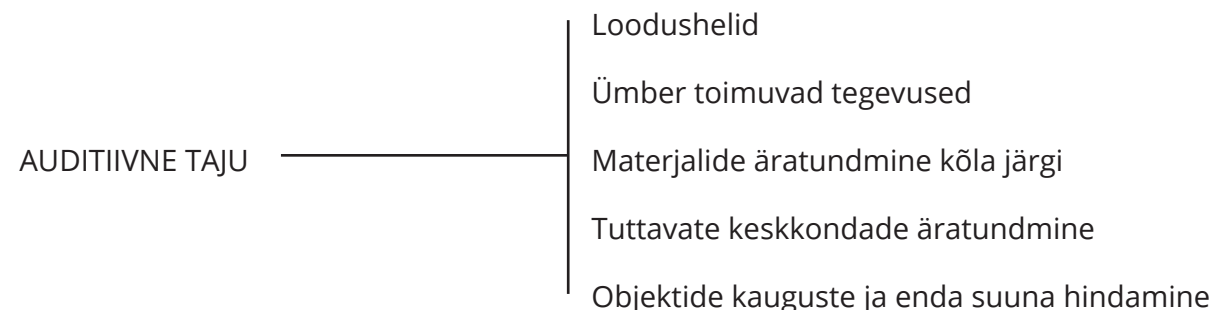 Loodushelid
Ümber toimuvad tegevused
AUDITIIVNE TAJU
Materjalide äratundmine kõla järgi
Tuttavate keskkondade äratundmine
Objektide kauguste ja enda suuna hindamine